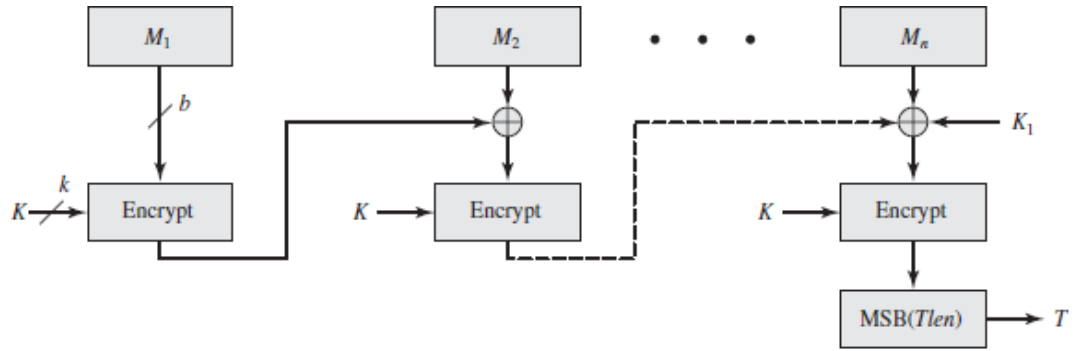 M₁ M₂ • • • Mₙ
b
K₁
k
K Encrypt K Encrypt K Encrypt
MSB(Tlen) T